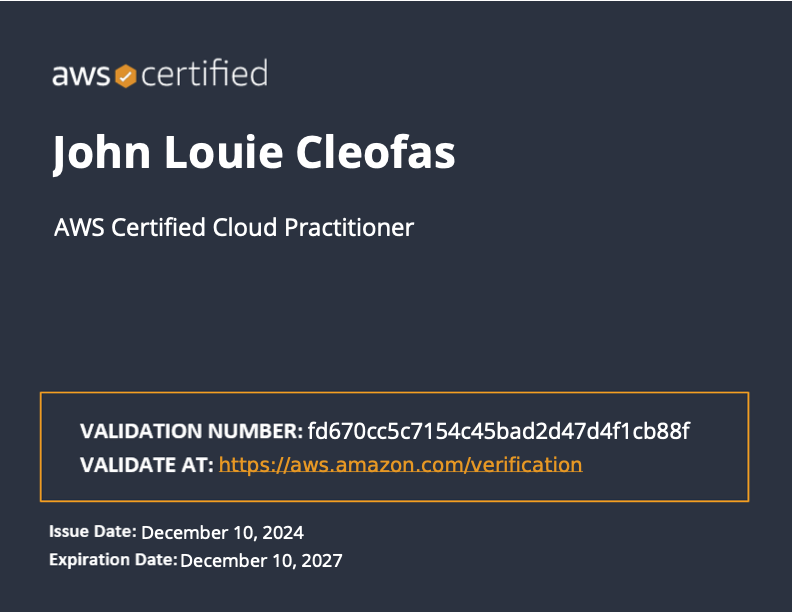 aws certified
John Louie Cleofas
AWS Certified Cloud Practitioner
VALIDATION NUMBER: fd670cc5c7154c45bad2d47d4f1cb88f
VALIDATE AT: https://aws.amazon.com/verification
Issue Date: December 10, 2024
Expiration Date: December 10, 2027